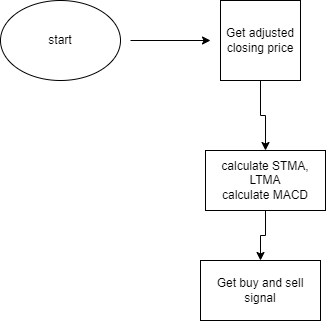 start
Get adjusted
closing price
calculate STMA,
LTMA
calculate MACD
Get buy and sell
signal